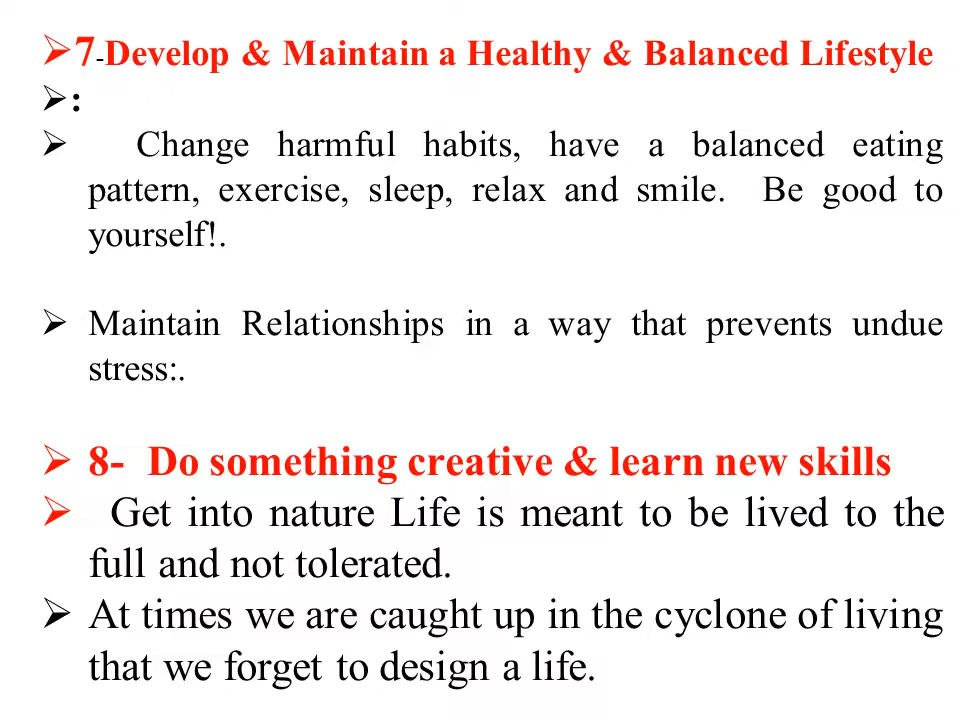 ➢7-Develop & Maintain a Healthy & Balanced Lifestyle
➢:
➢ Change harmful habits, have a balanced eating
pattern, exercise, sleep, relax and smile. Be good to
yourself!.
➢ Maintain Relationships in a way that prevents undue
stress:.
➢ 8- Do something creative & learn new skills
➢ Get into nature Life is meant to be lived to the
full and not tolerated.
➢ At times we are caught up in the cyclone of living
that we forget to design a life.